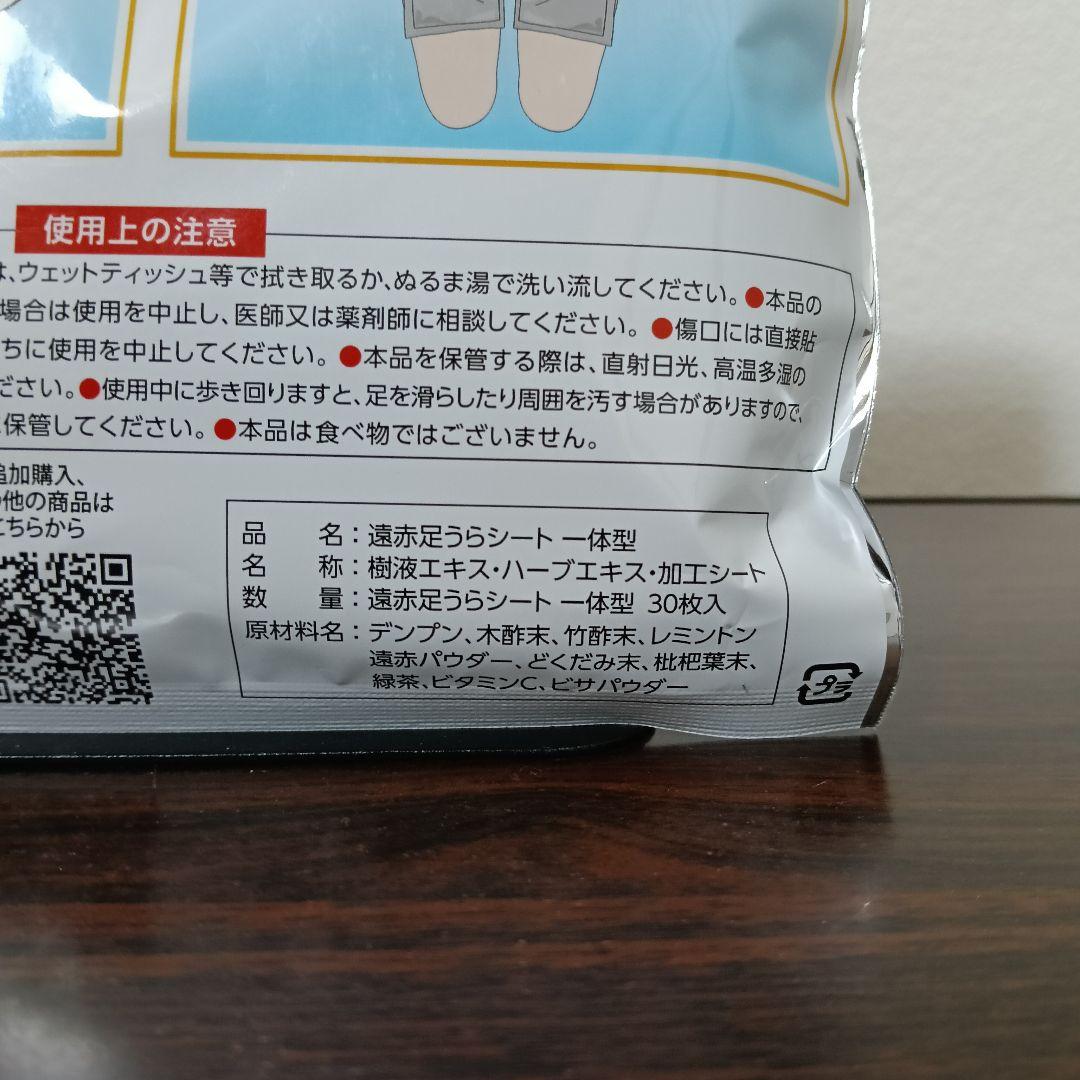 使用上の注意
は、ウェットティッシュ等で拭き取るか、ぬるま湯で洗い流してください。●本品の
場合は使用を中止し、医師又は薬剤師に相談してください。●傷口には直接貼
ちに使用を中止してください。●本品を保管する際は、直射日光、高温多湿の
ださい。●使用中に歩き回りますと、足を滑らしたり周囲を汚す場合がありますので、
保管してください。●本品は食べ物ではございません。
追加購入、
の他の商品は
こちらから
品名：遠赤足うらシート 一体型
名称：樹液エキス・ハーブエキス・加工シート
数量：遠赤足うらシート 一体型 30枚入
原材料名：デンプン、木酢末、竹酢末、レミントン
遠赤パウダー、どくだみ末、枇杷葉末、
緑茶、ビタミンC、ビサパウダー
プラ